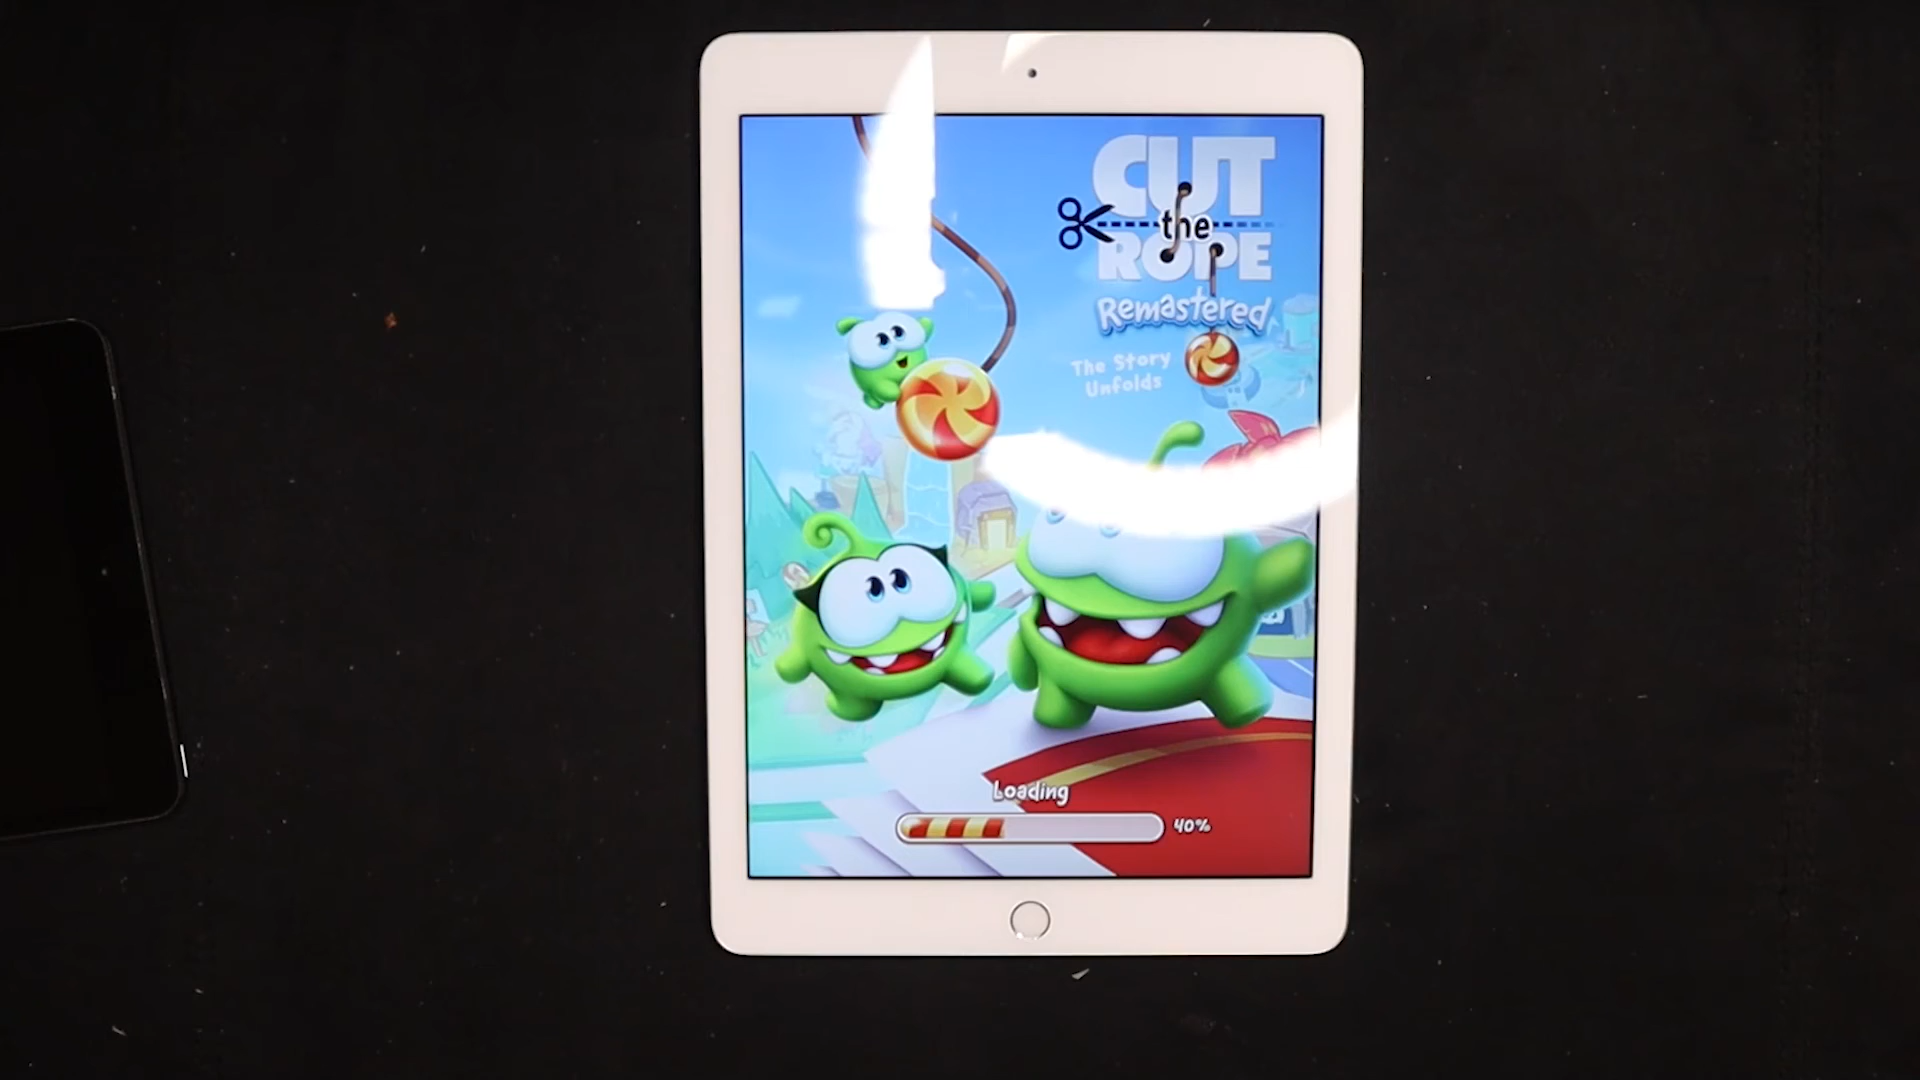 CUT
the
ROPE
Remastered
The Story
Unfolds
Loading
40%